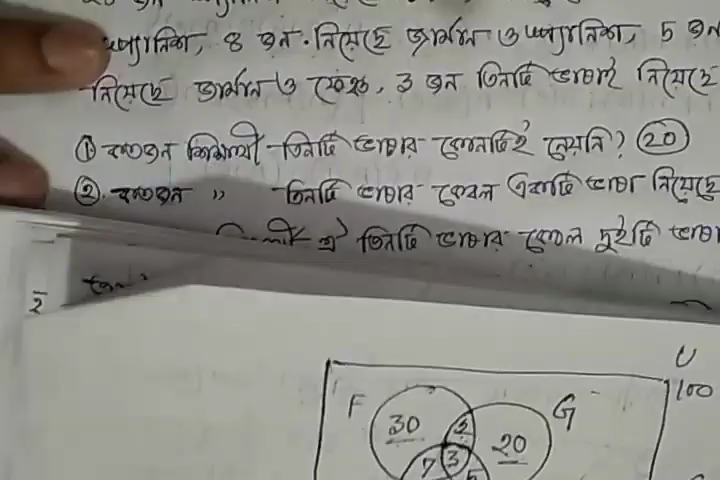 স্প্যানিশ, ৪ জন নিয়েছে জার্মান ও স্প্যানিশ, 5 জন
নিয়েছে জার্মান ও ফ্রেঞ্চ, 3 জন তিনটি ভাষাই নিয়েছে
① কতজন শিক্ষার্থী তিনটি ভাষার কোনটিই নেয়নি? 20
②. কতজন " তিনটি ভাষার কেবল একটি ভাষা নিয়েছে
ঐ তিনটি ভাষার কেবল দুইটি ভাষা
U
100
F G
30 20
7 3 5